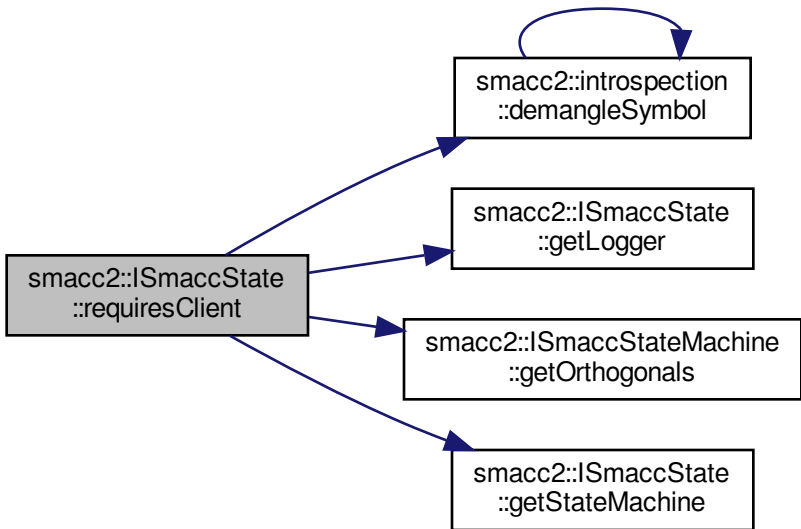 smacc2::introspection
::demangleSymbol
smacc2::ISmaccState
::getLogger
smacc2::ISmaccState
::requiresClient
smacc2::ISmaccStateMachine
::getOrthogonals
smacc2::ISmaccState
::getStateMachine